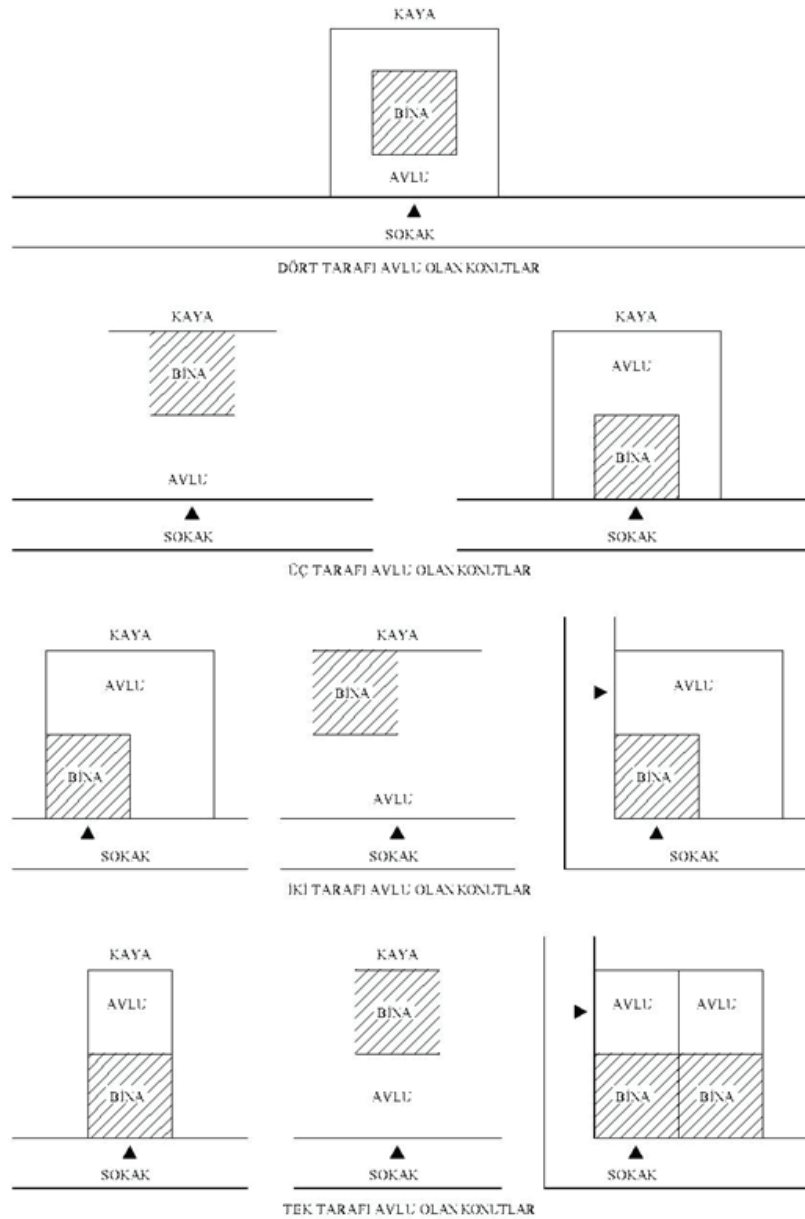 KAYA
BİNA
AVLU
SOKAK
DÖRT TARAFI AVLU OLAN KONUTLAR
KAYA
BİNA
AVLU
SOKAK
KAYA
AVLU
BİNA
SOKAK
ÜÇ TARAFI AVLU OLAN KONUTLAR
KAYA
AVLU
BİNA
SOKAK
KAYA
BİNA
AVLU
SOKAK
AVLU
BİNA
SOKAK
İKİ TARAFI AVLU OLAN KONUTLAR
KAYA
AVLU
BİNA
SOKAK
KAYA
BİNA
AVLU
SOKAK
AVLU AVLU
BİNA BİNA
SOKAK
TEK TARAFI AVLU OLAN KONUTLAR